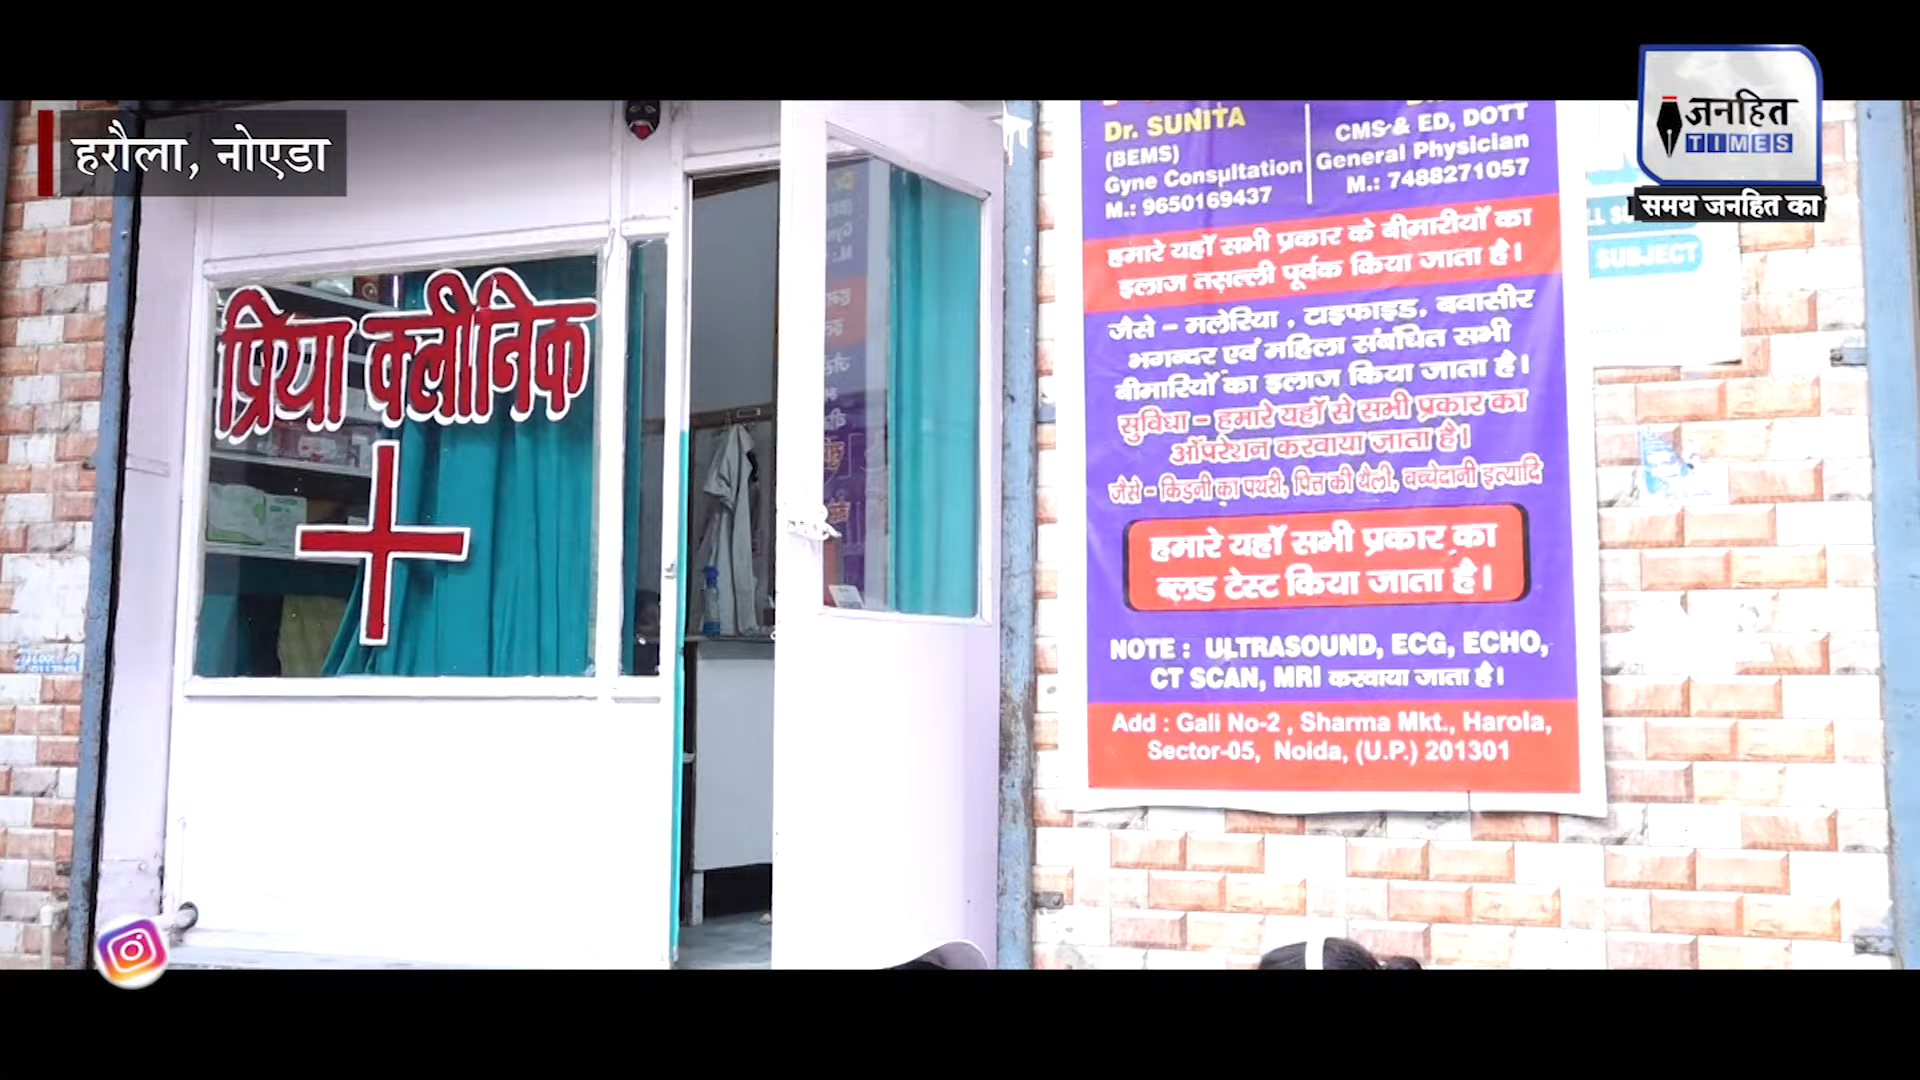 हरौला, नोएडा
जनहित
TIMES
समय जनहित का
प्रिया क्लीनिक
Dr. SUNITA
(BEMS)
Gyne Consultation
M.: 9650169437
CMS & ED, DOTT
General Physician
M.: 7488271057
हमारे यहाँ सभी प्रकार के बीमारीयों का
इलाज तसल्ली पूर्वक किया जाता है।
जैसे - मलेरिया , टाइफाइड, बवासीर
भगन्दर एवं महिला संबंधित सभी
बीमारियों का इलाज किया जाता है।
सुविधा - हमारे यहाँ से सभी प्रकार का
ऑपरेशन करवाया जाता है।
जैसे - किडनी का पथरी, पित्त की थैली, बच्चेदानी इत्यादि
हमारे यहाँ सभी प्रकार का
ब्लड टेस्ट किया जाता है।
NOTE : ULTRASOUND, ECG, ECHO,
CT SCAN, MRI करवाया जाता है।
Add : Gali No-2 , Sharma Mkt., Harola,
Sector-05, Noida, (U.P.) 201301
SUBJECT